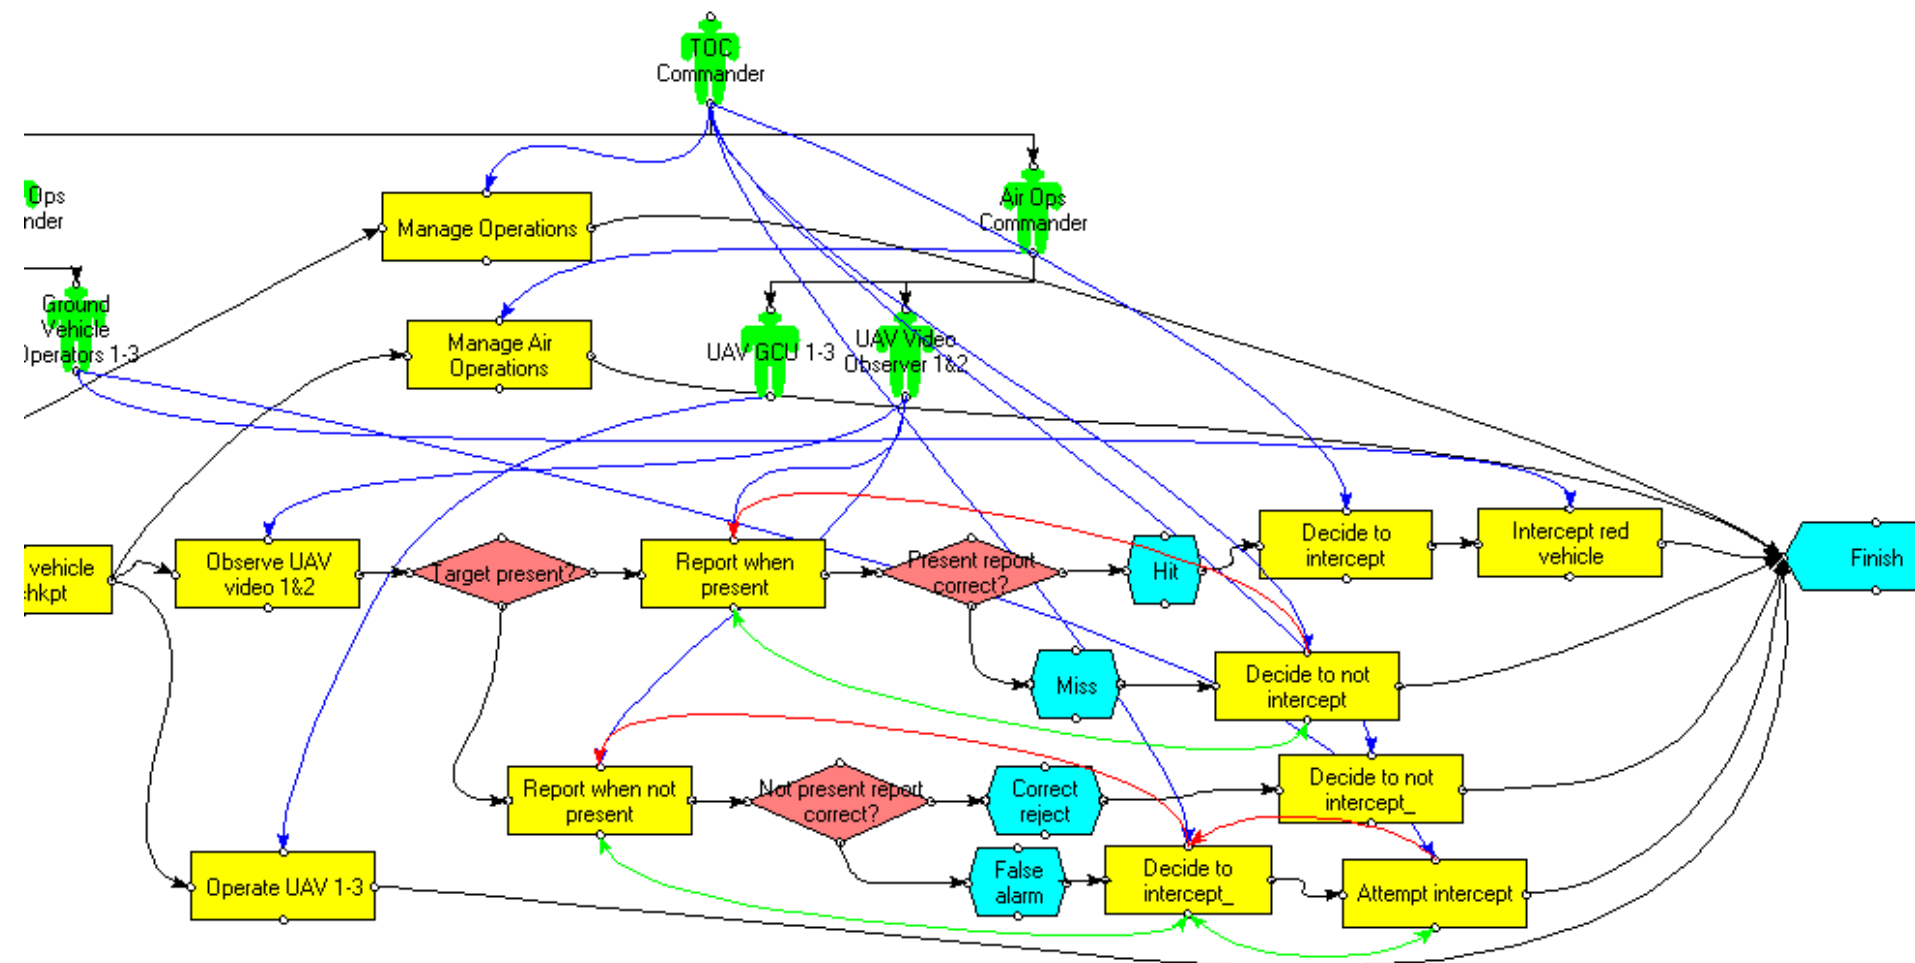 TOC
Commander
Ops
nder
Air Ops
Commander
Manage Operations
Ground
Vehicle
Operators 1-3
Manage Air
Operations
UAV GCU 1-3
UAV Video
Observer 1&2
vehicle
hkpt
Observe UAV
video 1&2
Target present?
Report when
present
Present report
correct?
Hit
Decide to
intercept
Intercept red
vehicle
Finish
Miss
Decide to not
intercept
Report when not
present
Not present report
correct?
Correct
reject
Decide to not
intercept_
Operate UAV 1-3
False
alarm
Decide to
intercept_
Attempt intercept